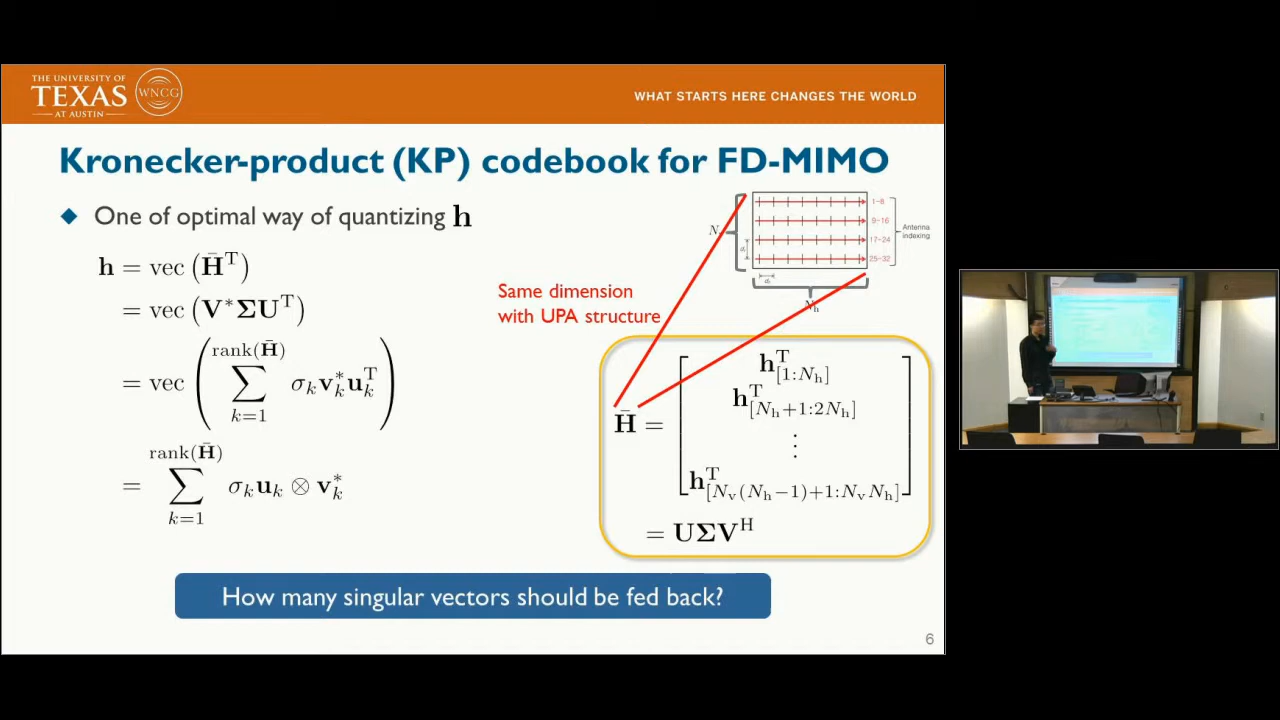 THE UNIVERSITY OF
TEXAS
AT AUSTIN
WNCG
WHAT STARTS HERE CHANGES THE WORLD
Kronecker-product (KP) codebook for FD-MIMO
One of optimal way of quantizing h
h = vec (H̄^T)
= vec (V*ΣU^T)
= vec ( ∑_{k=1}^{rank(H̄)} σ_k v_k^* u_k^T )
= ∑_{k=1}^{rank(H̄)} σ_k u_k ⊗ v_k^*
1-8
9-16
17-24
25-32
Antenna
indexing
N_h
Same dimension
with UPA structure
H̄ = [ h^T_{[1:N_h]}
h^T_{[N_h+1:2N_h]}
⋮
h^T_{[N_v(N_h−1)+1:N_vN_h]} ]
= UΣV^H
How many singular vectors should be fed back?
6